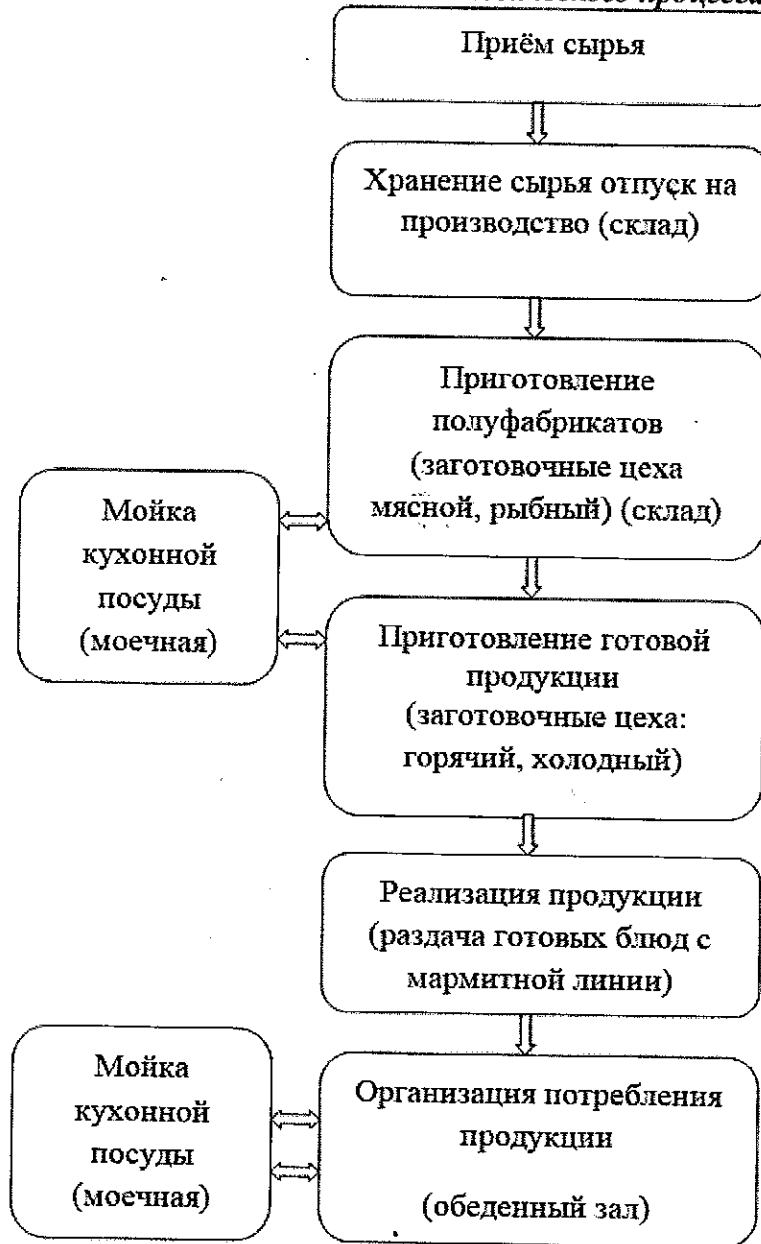 процесса
Приём сырья
Хранение сырья отпуск на
производство (склад)
Приготовление
полуфабрикатов
(заготовочные цеха
мясной, рыбный) (склад)
Мойка
кухонной
посуды
(моечная)
Приготовление готовой
продукции
(заготовочные цеха:
горячий, холодный)
Реализация продукции
(раздача готовых блюд с
мармитной линии)
Мойка
кухонной
посуды
(моечная)
Организация потребления
продукции
(обеденный зал)